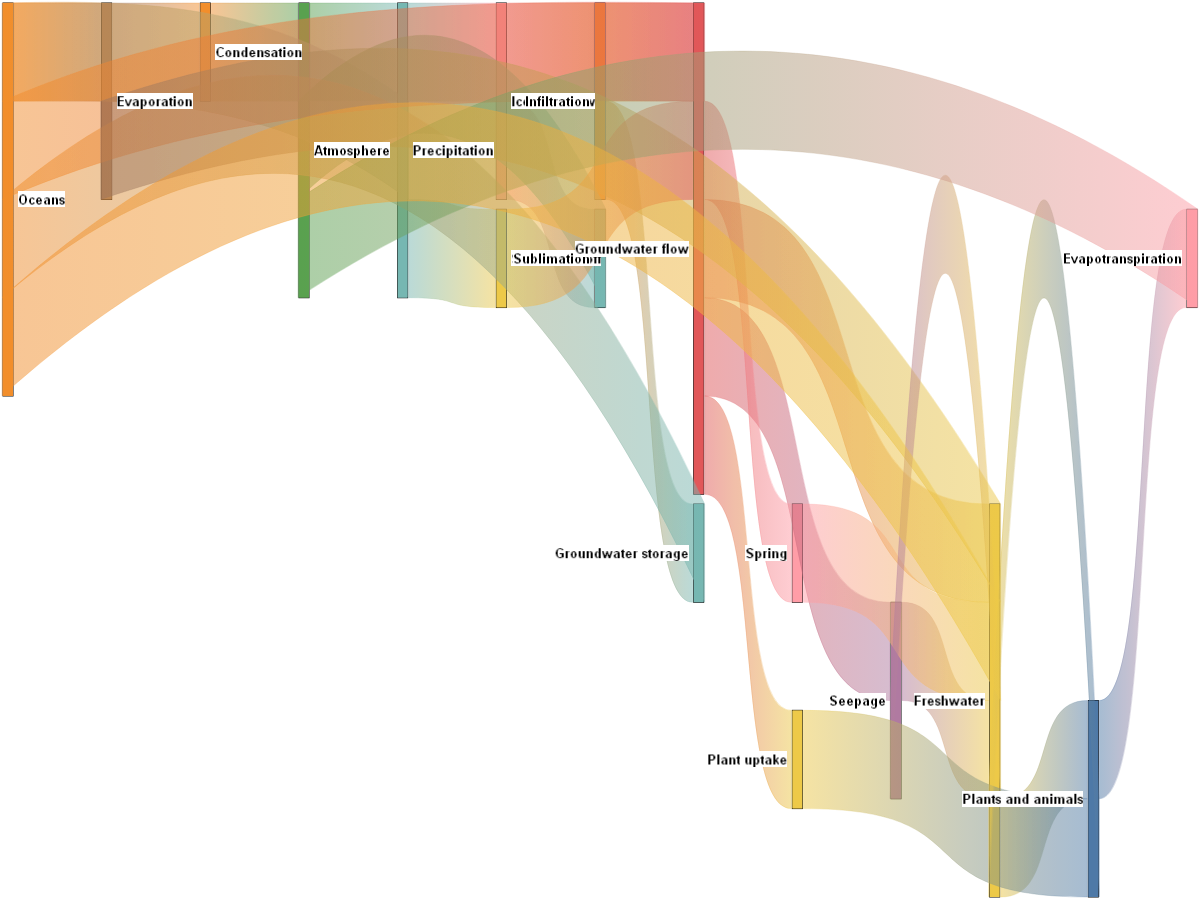 Condensation
Evaporation
Infiltration
Atmosphere
Precipitation
Oceans
Groundwater flow
Sublimation
Evapotranspiration
Groundwater storage
Spring
Seepage
Freshwater
Plant uptake
Plants and animals